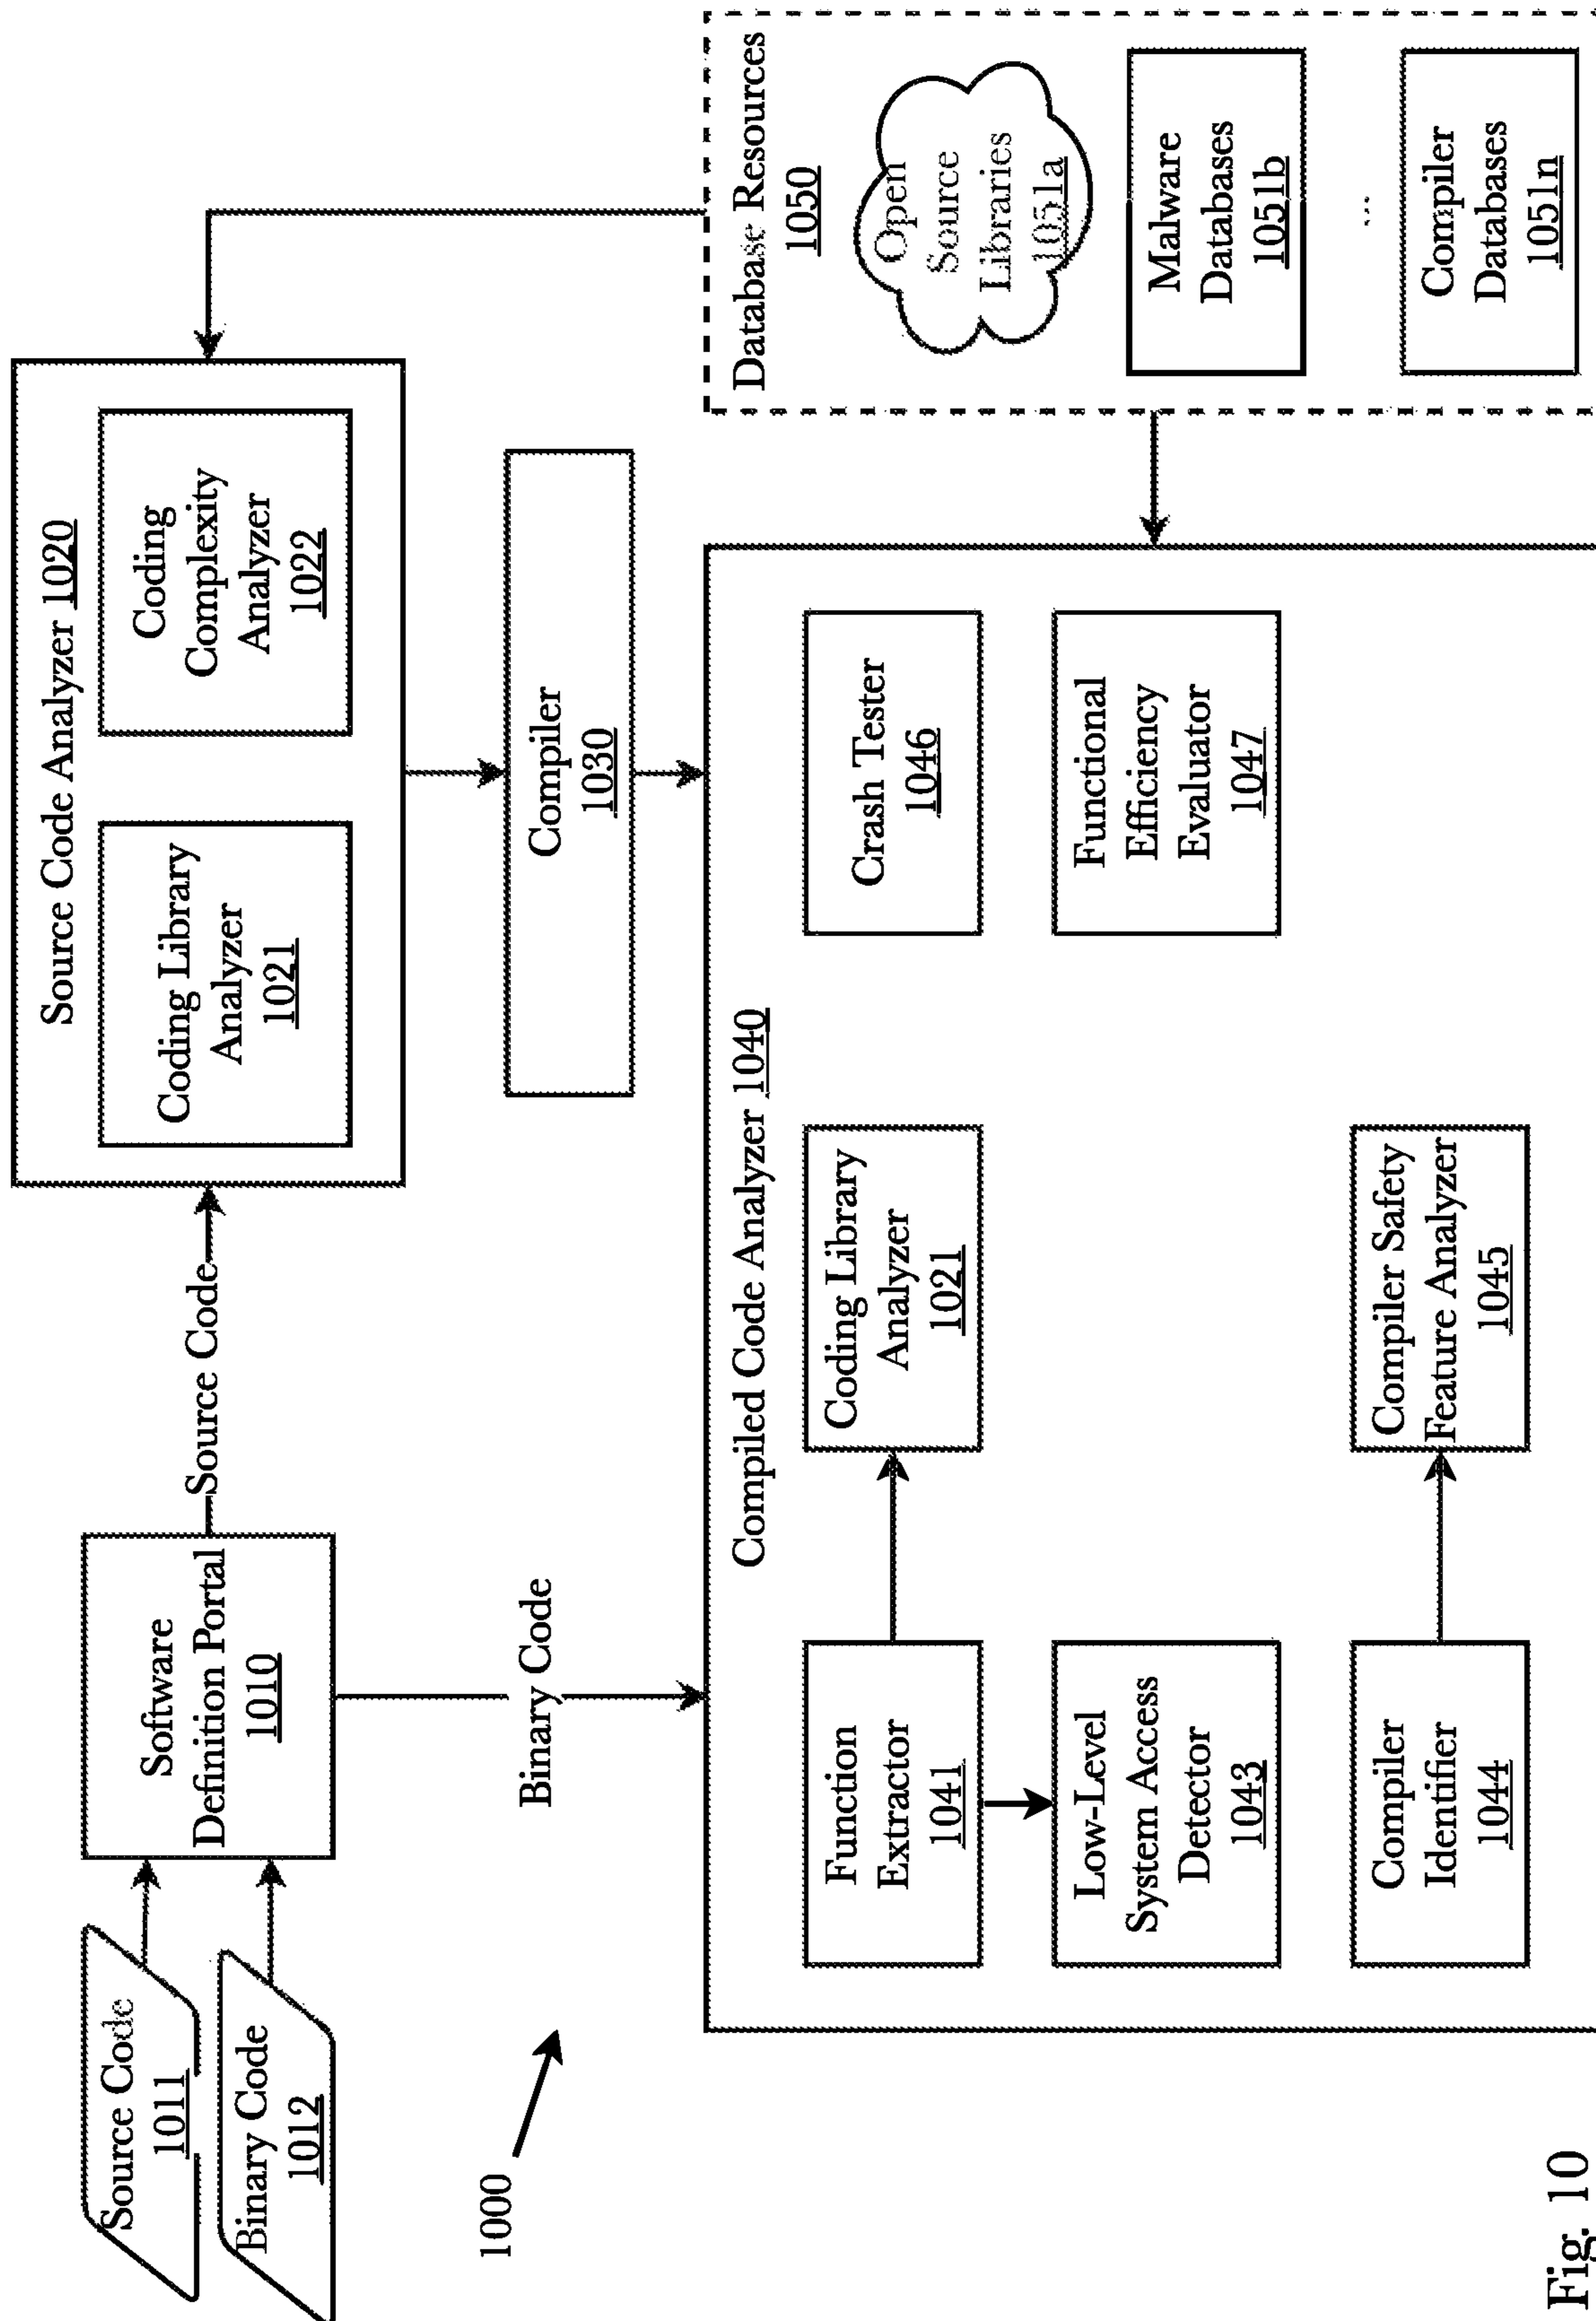 Source Code
1011
Binary Code
1012
Software
Definition Portal
1010
Source Code
Source Code Analyzer 1020
Coding Library
Analyzer
1021
Coding
Complexity
Analyzer
1022
Binary Code
Compiler
1030
1000
Compiled Code Analyzer 1040
Function
Extractor
1041
Coding Library
Analyzer
1021
Crash Tester
1046
Low-Level
System Access
Detector
1043
Functional
Efficiency
Evaluator
1047
Compiler
Identifier
1044
Compiler Safety
Feature Analyzer
1045
Database Resources
1050
Open
Source
Libraries
1051a
Malware
Databases
1051b
...
Compiler
Databases
1051n
Fig. 10